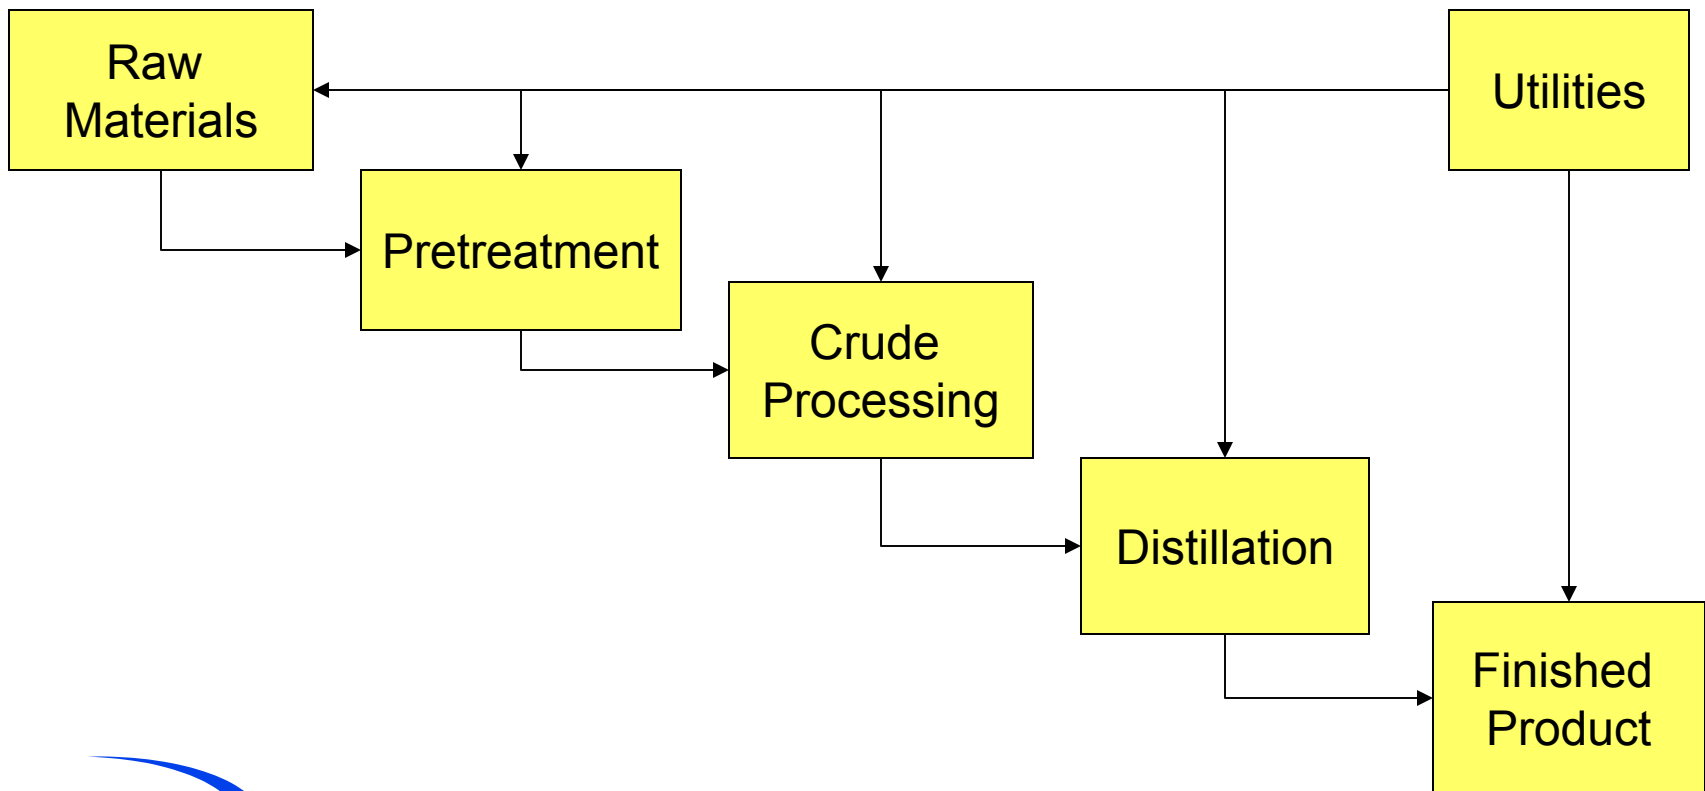 Raw
Materials
Utilities
Pretreatment
Crude
Processing
Distillation
Finished
Product